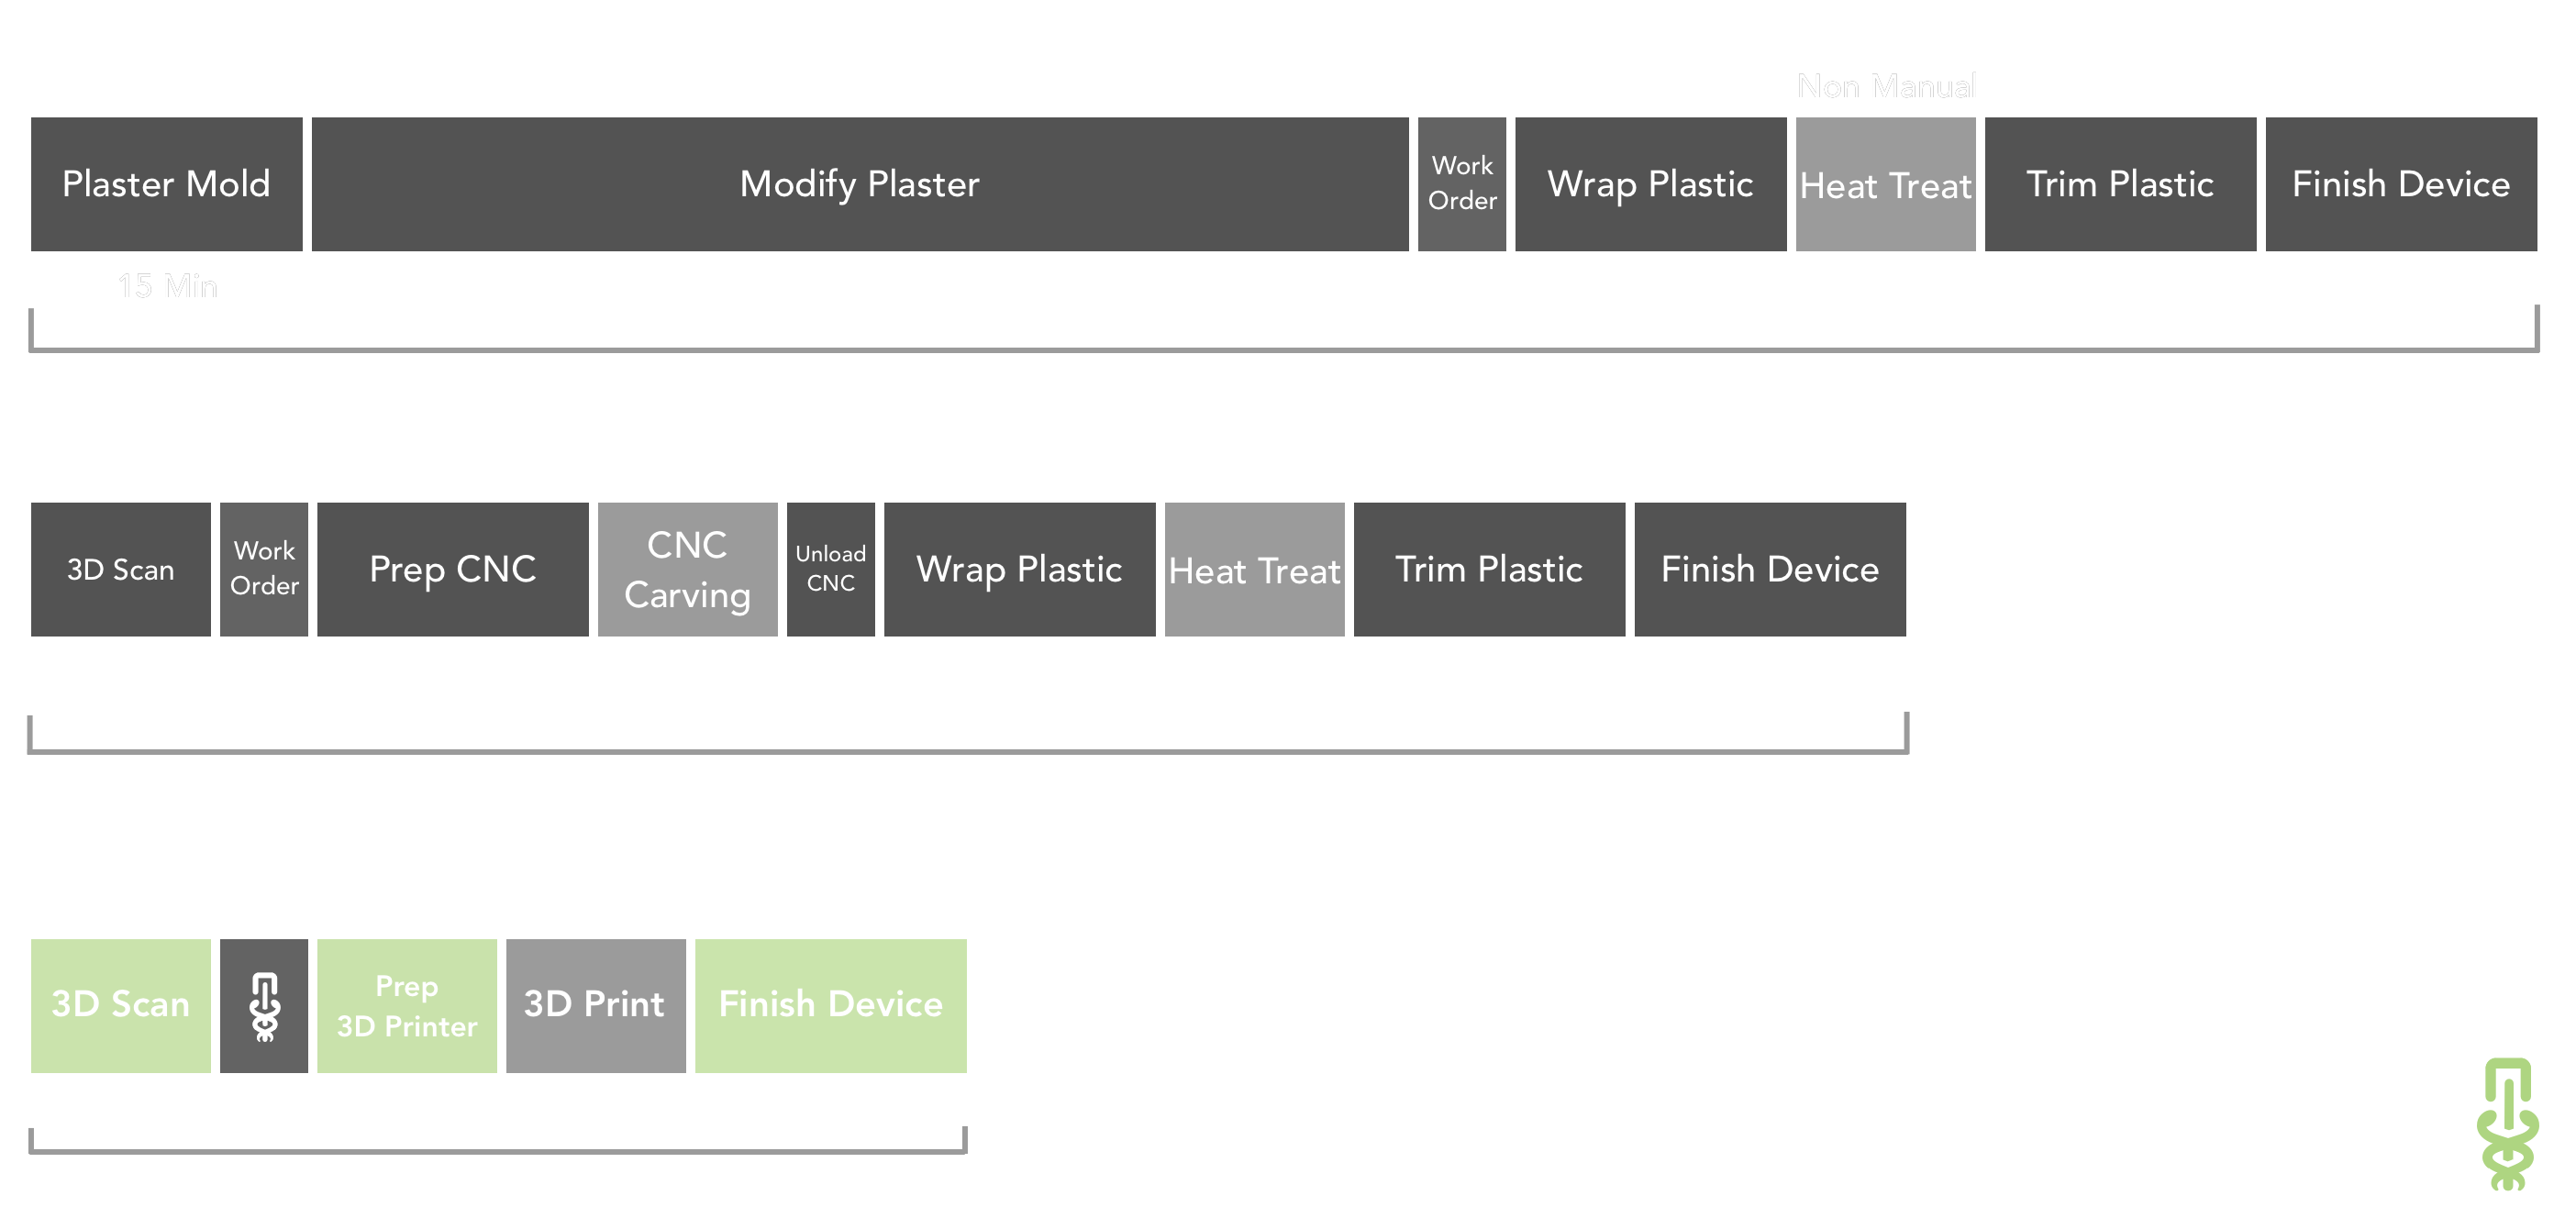 Non Manual
Plaster Mold
Modify Plaster
Work
Order
Wrap Plastic
Heat Treat
Trim Plastic
Finish Device
15 Min
3D Scan
Work
Order
Prep CNC
CNC
Carving
Unload
CNC
Wrap Plastic
Heat Treat
Trim Plastic
Finish Device
3D Scan
Prep
3D Printer
3D Print
Finish Device